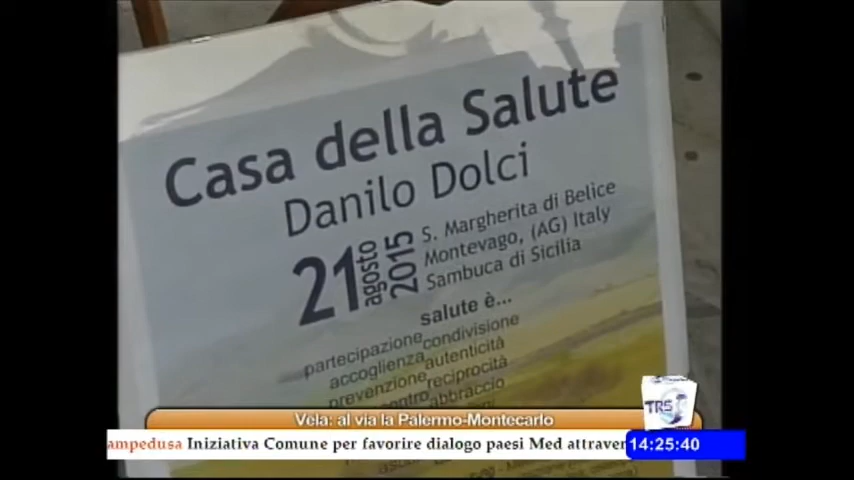 Casa della Salute
Danilo Dolci
21 agosto 2015
S. Margherita di Belice
Montevago, (AG) Italy
Sambuca di Sicilia
salute è...
partecipazione condivisione
accoglienza autenticità
prevenzione reciprocità
abbraccio
Vela: al via la Palermo-Montecarlo
TRS
ampedusa Iniziativa Comune per favorire dialogo paesi Med attraver
14:25:40